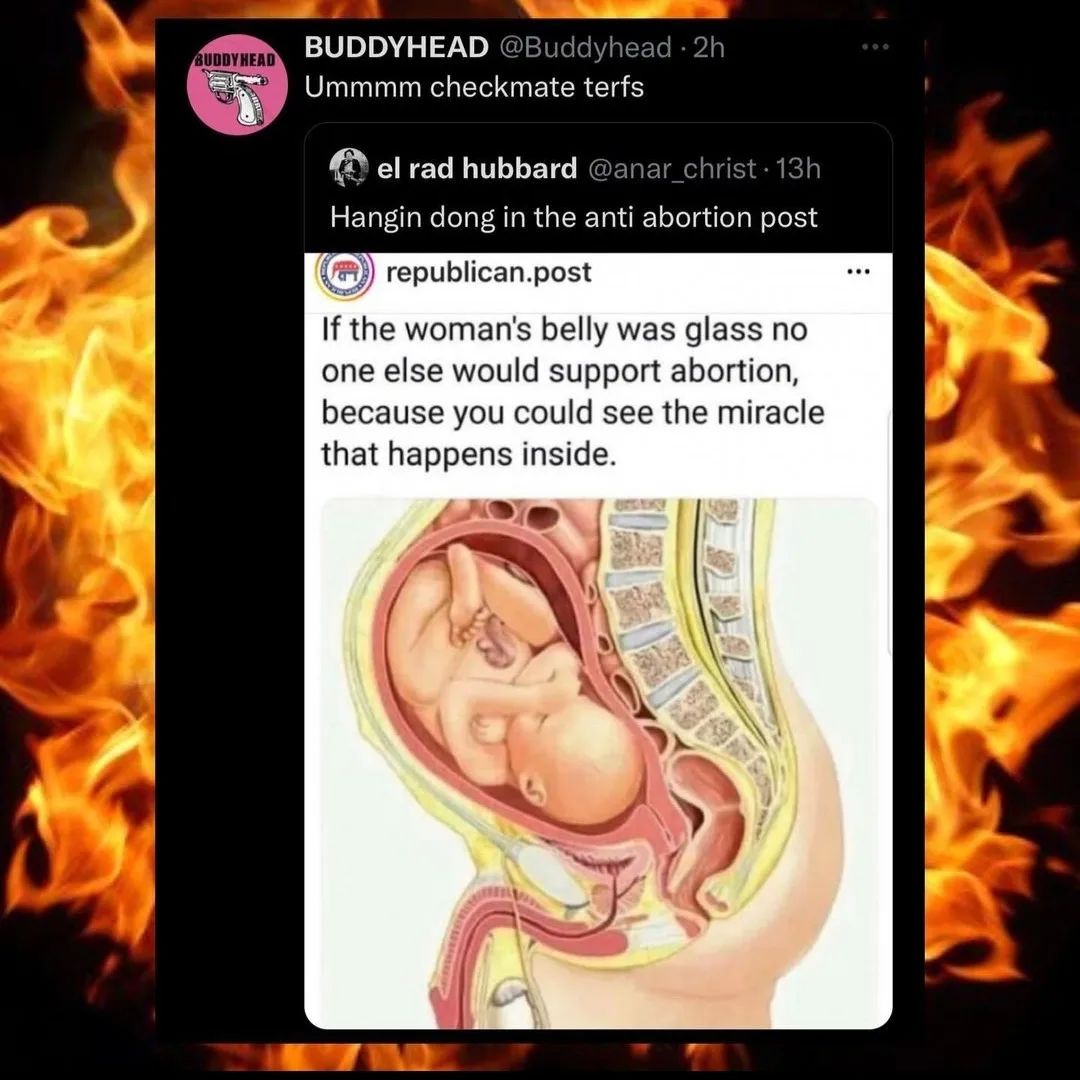 BUDDYHEAD
BUDDYHEAD @Buddyhead · 2h
Ummmm checkmate terfs
el rad hubbard @anar_christ · 13h
Hangin dong in the anti abortion post
republican.post
If the woman's belly was glass no
one else would support abortion,
because you could see the miracle
that happens inside.